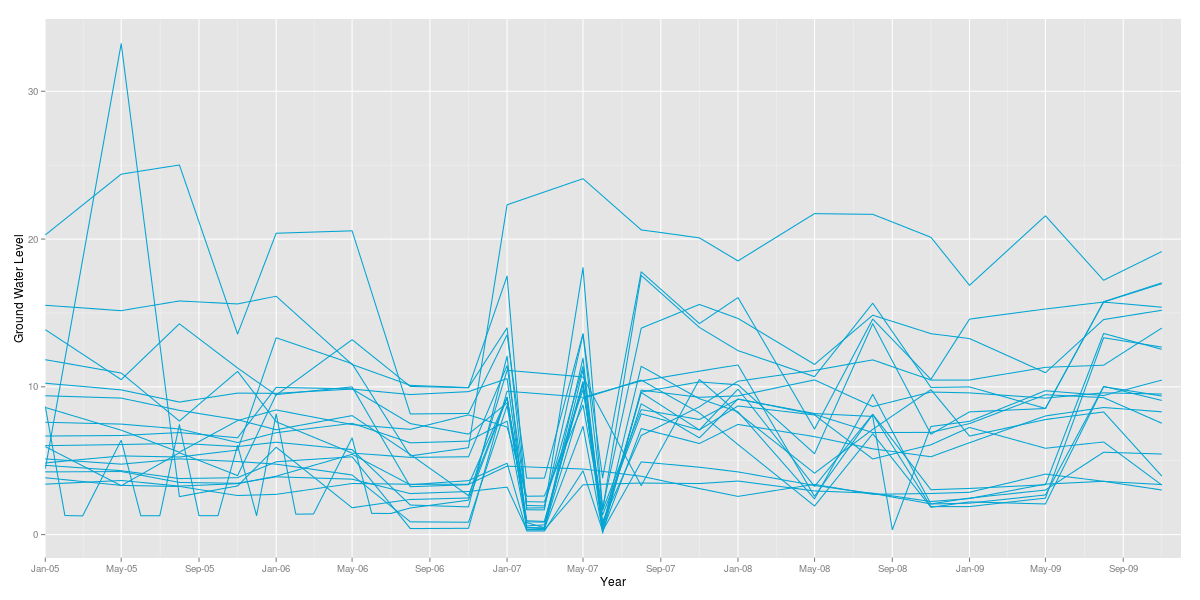 Ground Water Level
30
20
10
0
Jan-05 May-05 Sep-05 Jan-06 May-06 Sep-06 Jan-07 May-07 Sep-07 Jan-08 May-08 Sep-08 Jan-09 May-09 Sep-09
Year